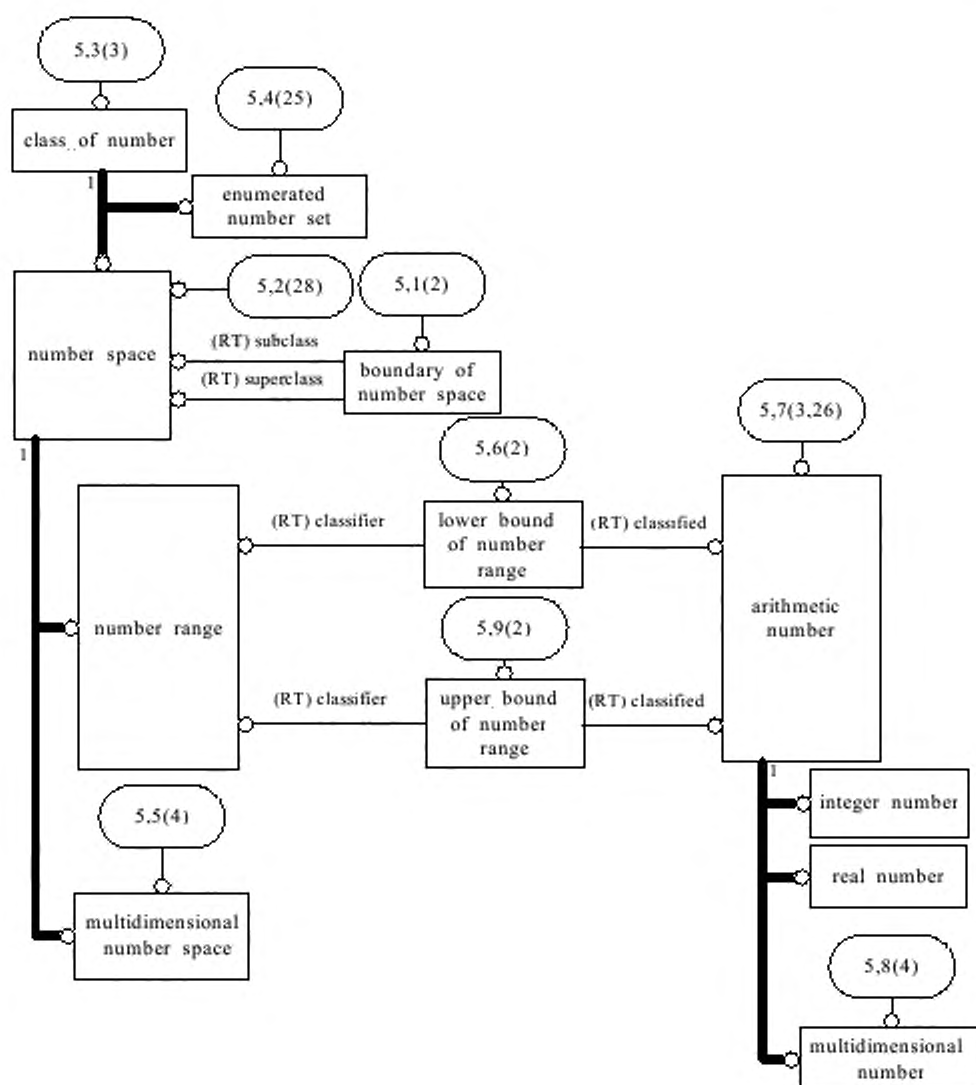 5,3(3)
5,4(25)
class of number
1
enumerated
number set
5,2(28)
5,1(2)
number space
(RT) subclass
(RT) superclass
boundary of
number space
1
5,7(3,26)
5,6(2)
(RT) classifier
lower bound
of number
range
(RT) classified
arithmetic
number
5,9(2)
number range
(RT) classifier
upper bound
of number
range
(RT) classified
1
integer number
5,5(4)
real number
multidimensional
number space
5,8(4)
multidimensional
number